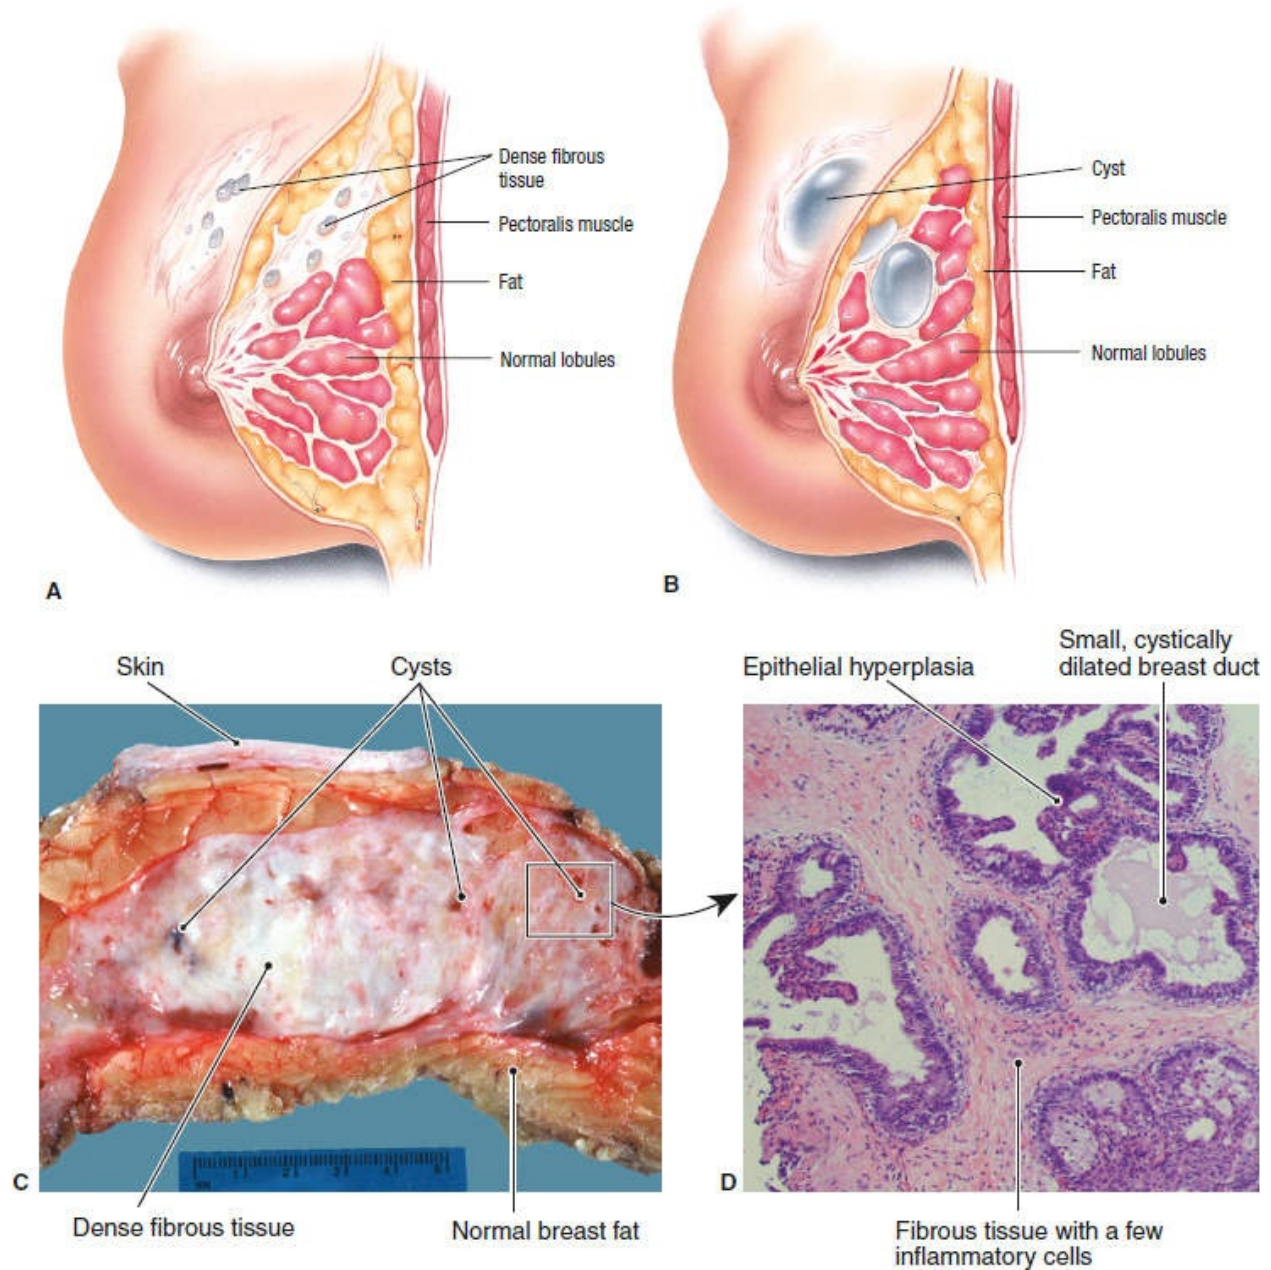 Dense fibrous
tissue
Pectoralis muscle
Fat
Normal lobules
A
Cyst
Pectoralis muscle
Fat
Normal lobules
B
Skin
Cysts
Epithelial hyperplasia
Small, cystically
dilated breast duct
C
D
Dense fibrous tissue
Normal breast fat
Fibrous tissue with a few
inflammatory cells